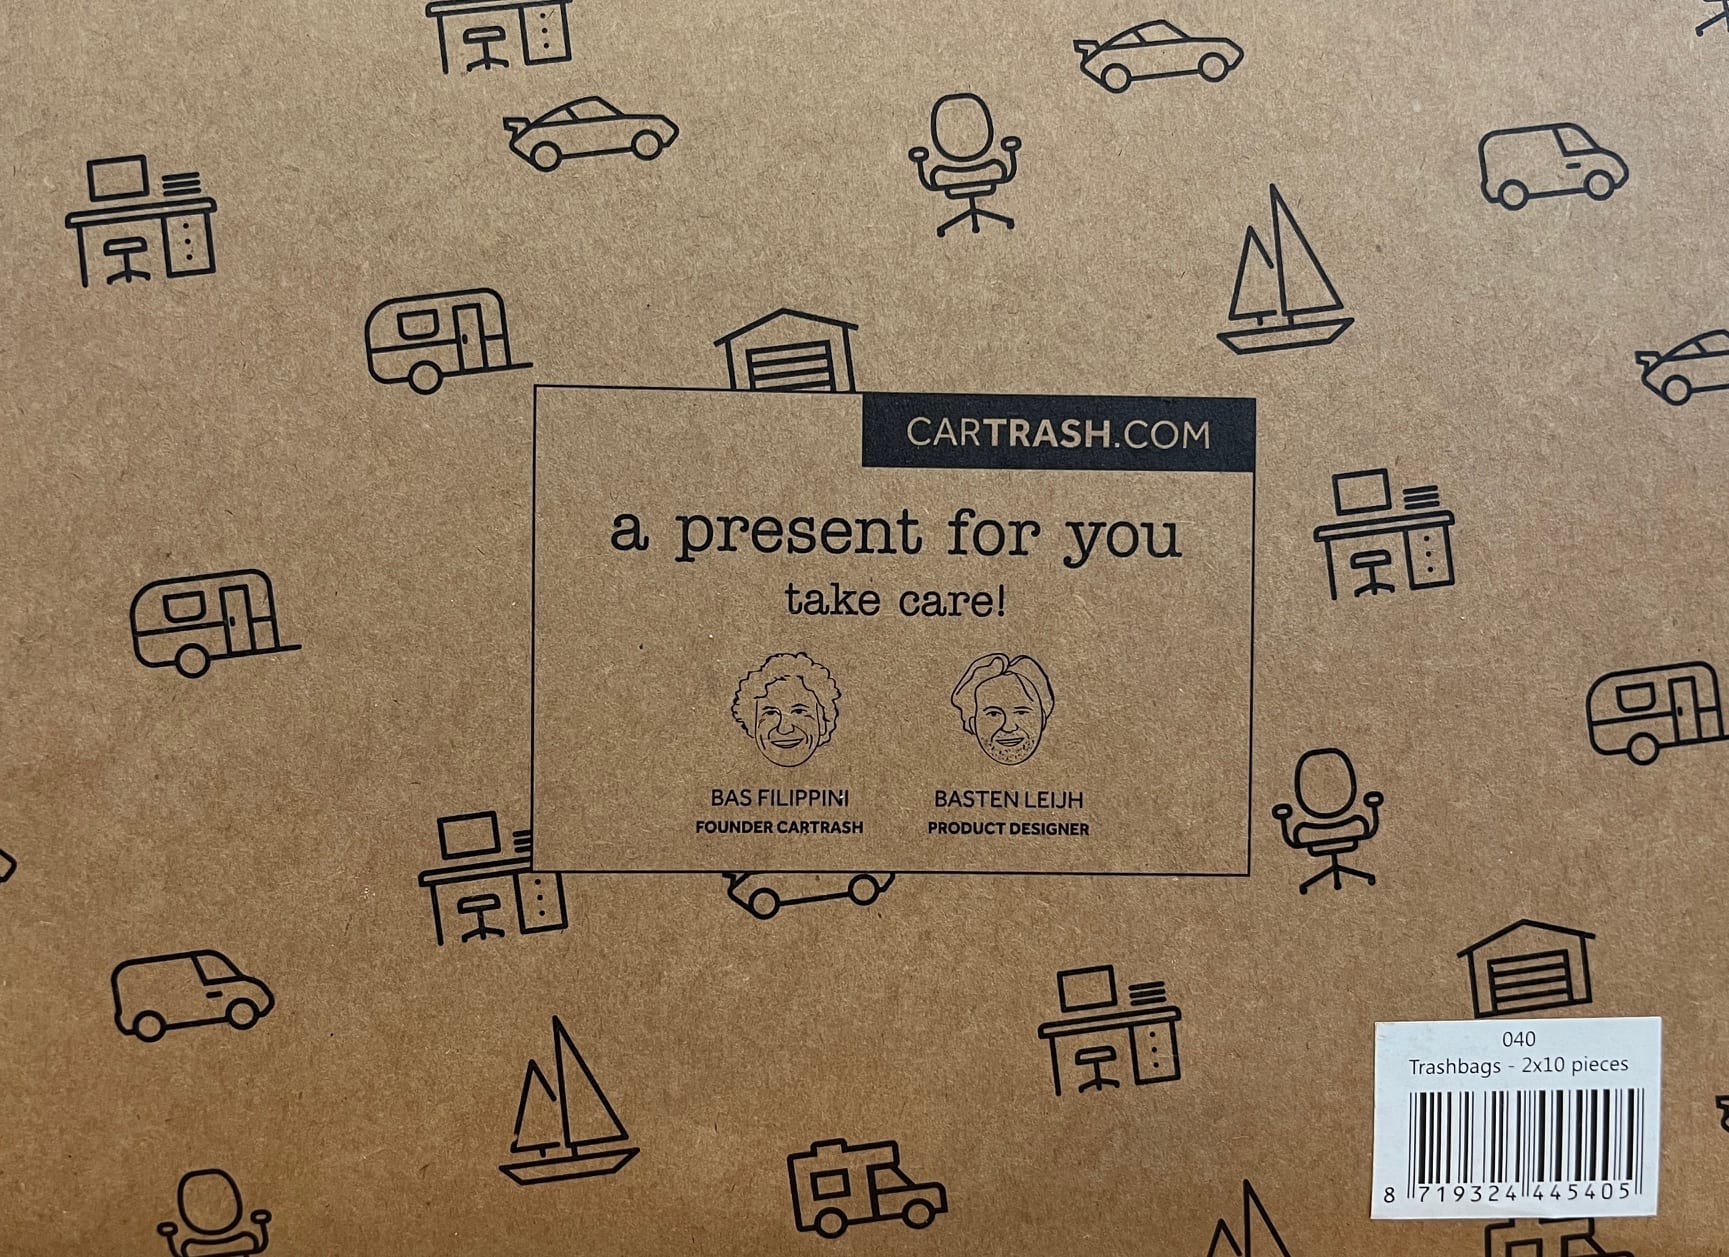 CARTRASH.COM
a present for you
take care!
BAS FILIPPINI
FOUNDER CARTRASH
BASTEN LEIJH
PRODUCT DESIGNER
040
Trashbags - 2x10 pieces
8 719324 445405